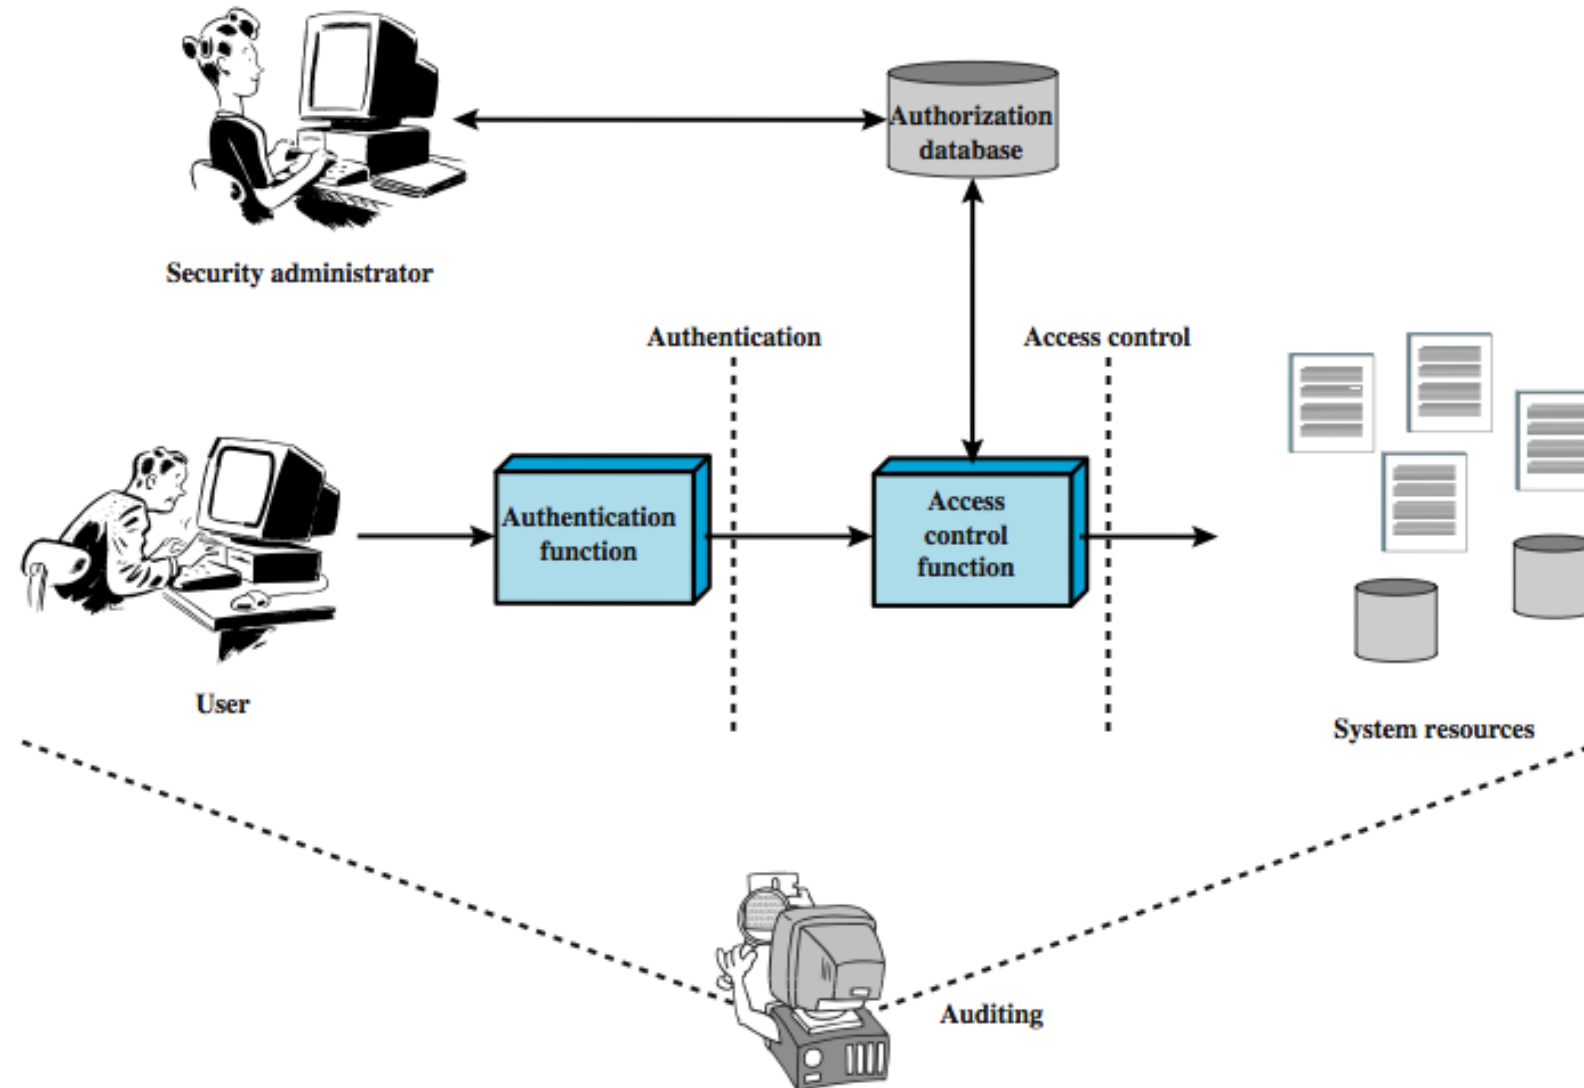 Authorization
database
Security administrator
Authentication
Access control
Authentication
function
Access
control
function
User
System resources
Auditing